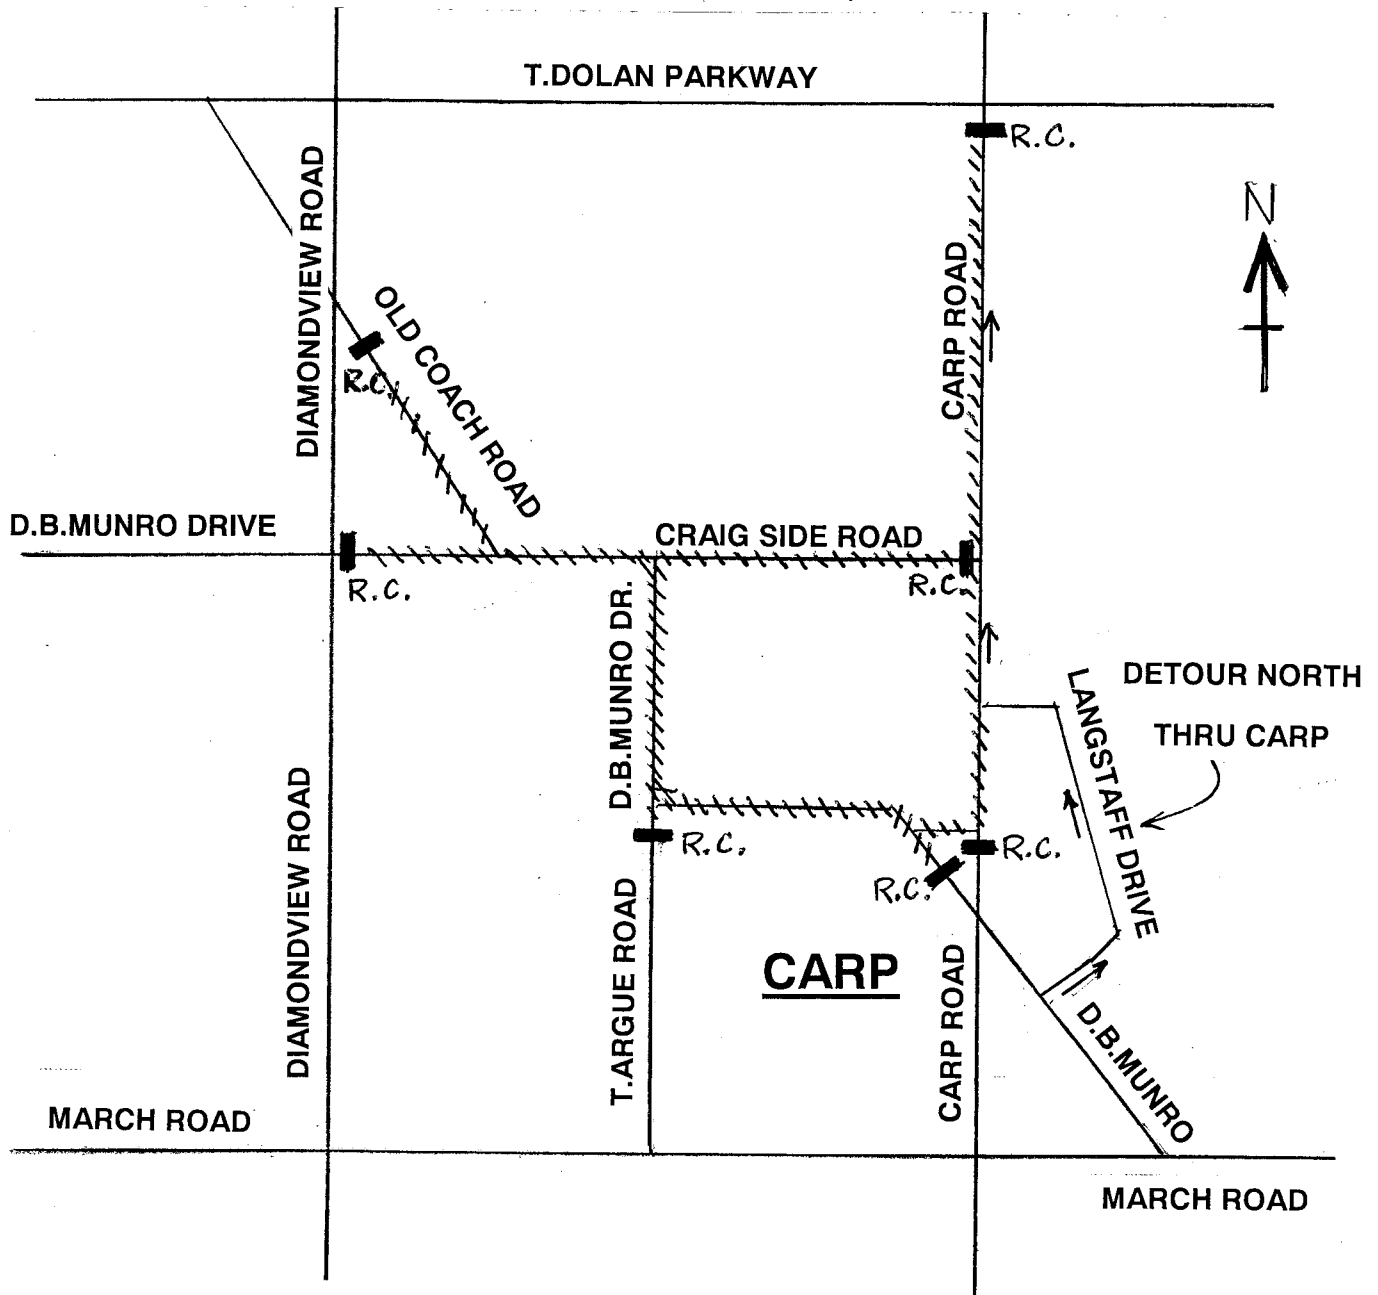 T.DOLAN PARKWAY
R.C.
N
DIAMONDVIEW ROAD
OLD COACH ROAD
CARP ROAD
R.C.
D.B.MUNRO DRIVE
CRAIG SIDE ROAD
R.C.
R.C.
D.B.MUNRO DR.
DETOUR NORTH
THRU CARP
LANGSTAFF DRIVE
R.C.
R.C.
R.C.
DIAMONDVIEW ROAD
T.ARGUE ROAD
CARP
CARP ROAD
D.B.MUNRO
MARCH ROAD
MARCH ROAD